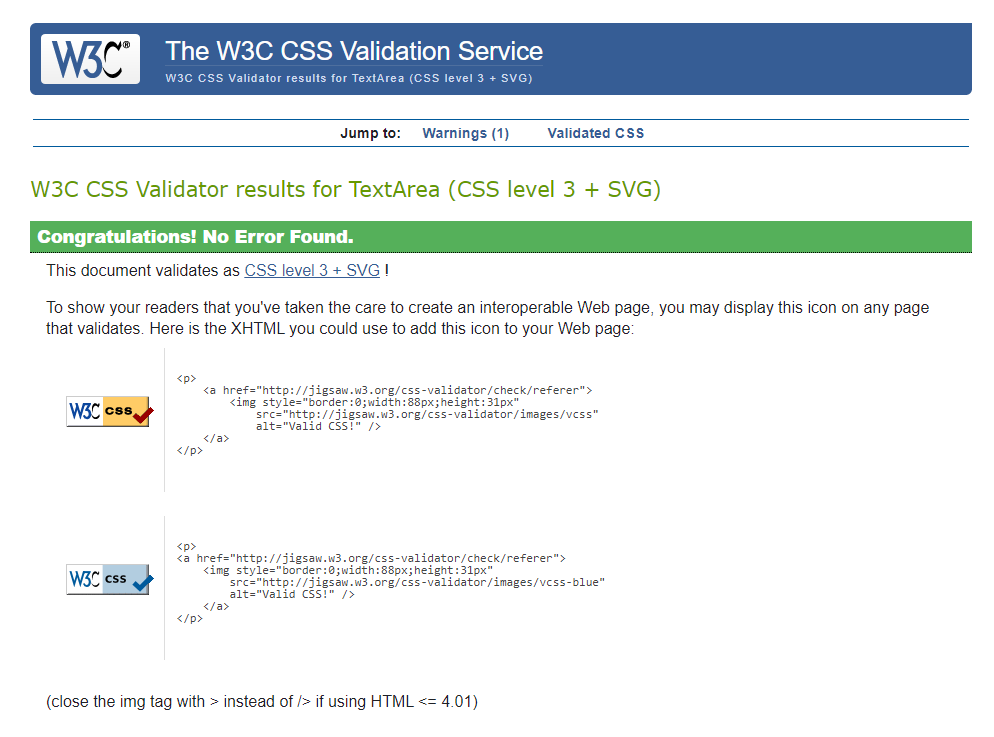 W3C® The W3C CSS Validation Service
W3C CSS Validator results for TextArea (CSS level 3 + SVG)
Jump to: Warnings (1) Validated CSS
W3C CSS Validator results for TextArea (CSS level 3 + SVG)
Congratulations! No Error Found.
This document validates as CSS level 3 + SVG !
To show your readers that you've taken the care to create an interoperable Web page, you may display this icon on any page
that validates. Here is the XHTML you could use to add this icon to your Web page:
W3C css
<p>
    <a href="http://jigsaw.w3.org/css-validator/check/referer">
        <img style="border:0;width:88px;height:31px"
            src="http://jigsaw.w3.org/css-validator/images/vcss"
            alt="Valid CSS!" />
    </a>
</p>
W3C css
<p>
<a href="http://jigsaw.w3.org/css-validator/check/referer">
    <img style="border:0;width:88px;height:31px"
        src="http://jigsaw.w3.org/css-validator/images/vcss-blue"
        alt="Valid CSS!" />
    </a>
</p>
(close the img tag with > instead of /> if using HTML <= 4.01)